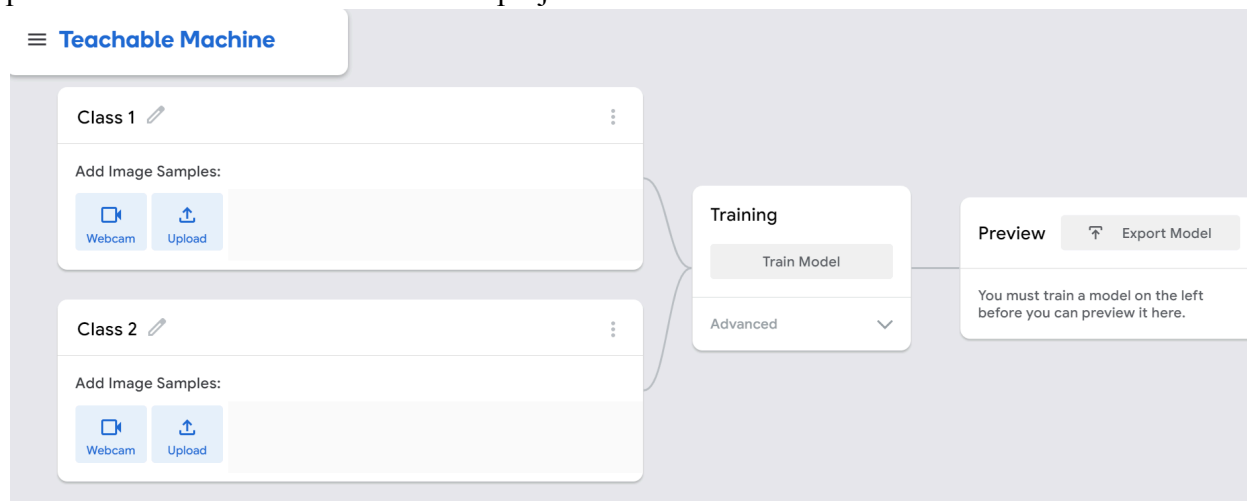 Teachable Machine
Class 1
Add Image Samples:
Webcam
Upload
Class 2
Add Image Samples:
Webcam
Upload
Training
Train Model
Advanced
Preview
Export Model
You must train a model on the left
before you can preview it here.